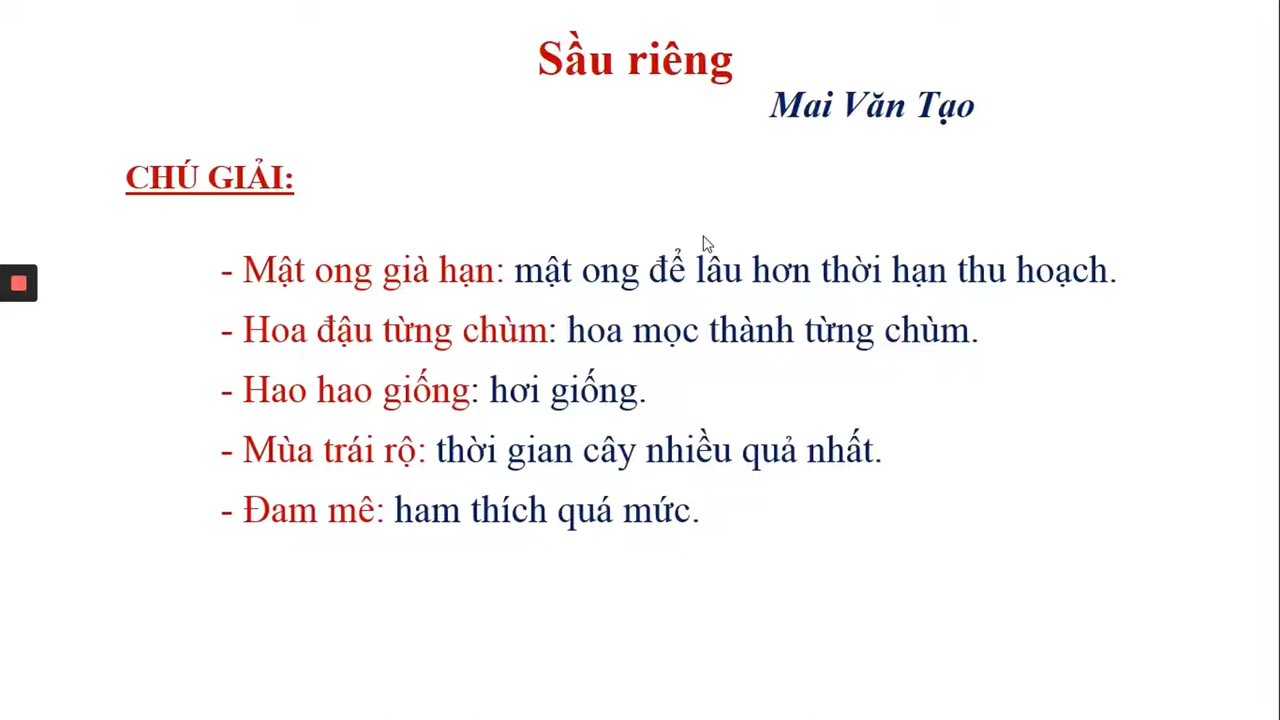 Sầu riêng
Mai Văn Tạo
CHÚ GIẢI:
- Mật ong già hạn: mật ong để lâu hơn thời hạn thu hoạch.
- Hoa đậu từng chùm: hoa mọc thành từng chùm.
- Hao hao giống: hơi giống.
- Mùa trái rộ: thời gian cây nhiều quả nhất.
- Đam mê: ham thích quá mức.